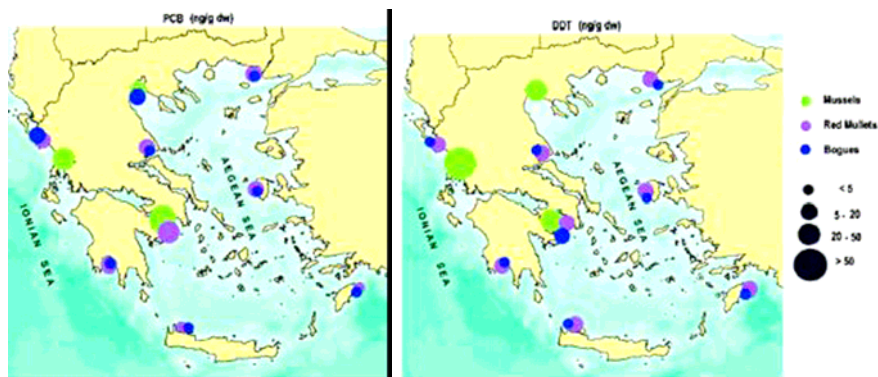 PCB (ng/g dw)
DDT (ng/g dw)
AEGEAN SEA
IONIAN SEA
AEGEAN SEA
IONIAN SEA
Mussels
Red Mullets
Bogues
< 5
5 - 20
20 - 50
> 50